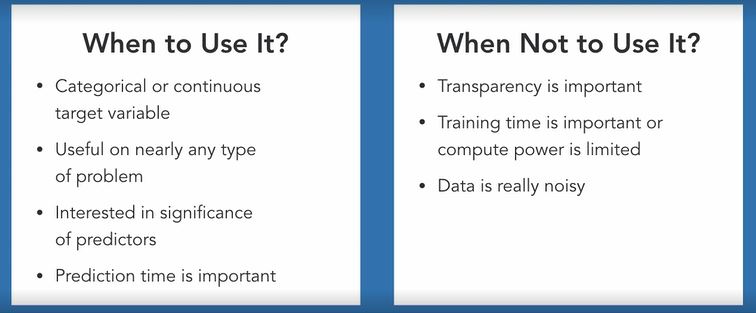 When to Use It?
• Categorical or continuous
target variable
• Useful on nearly any type
of problem
• Interested in significance
of predictors
• Prediction time is important
When Not to Use It?
• Transparency is important
• Training time is important or
compute power is limited
• Data is really noisy